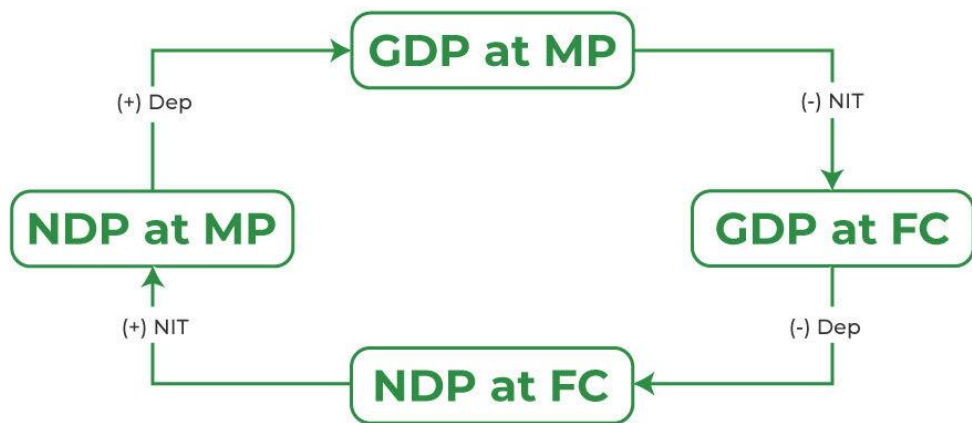 GDP at MP
(+) Dep
(-) NIT
NDP at MP
GDP at FC
(+) NIT
(-) Dep
NDP at FC